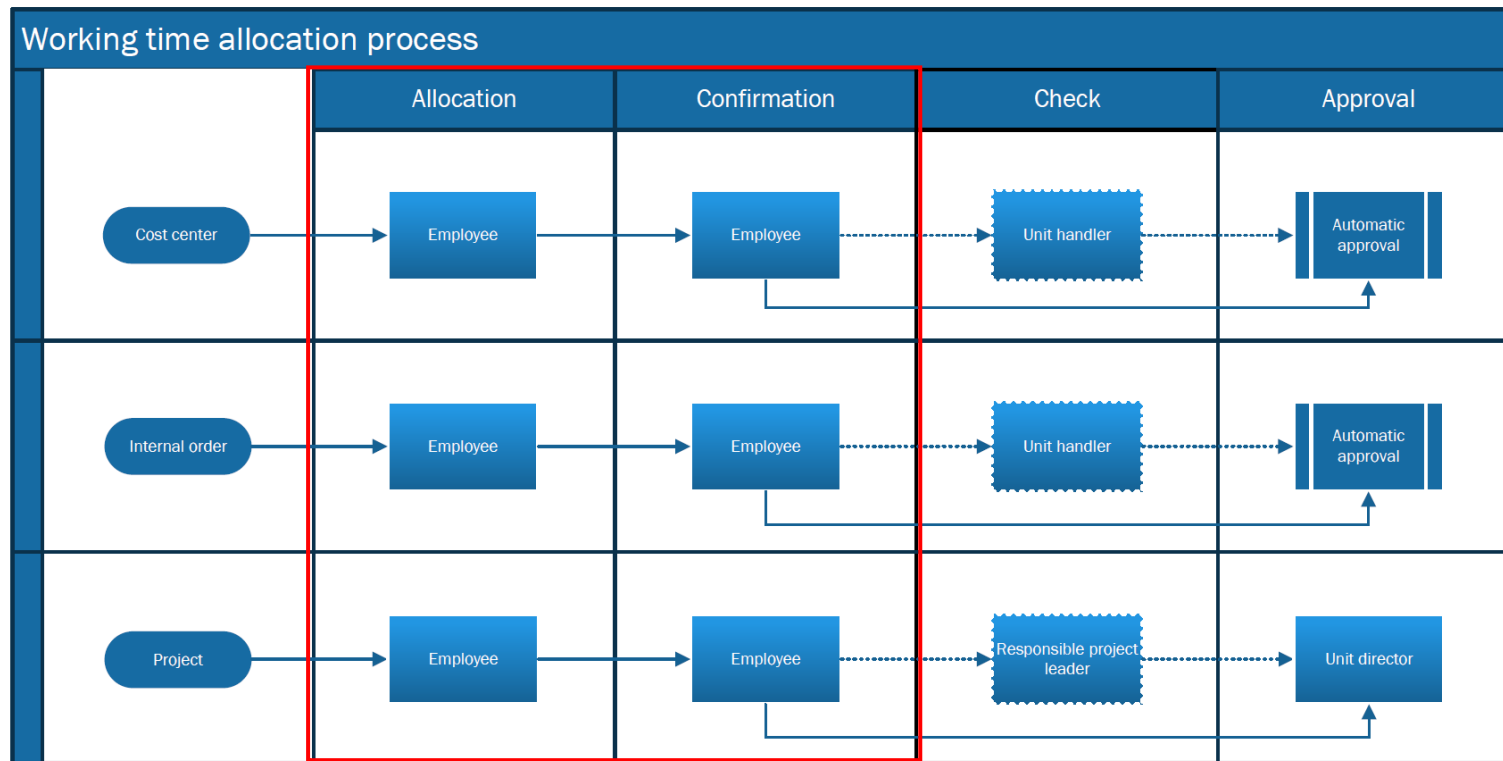 Working time allocation process
Allocation
Confirmation
Check
Approval
Cost center
Employee
Employee
Unit handler
Automatic
approval
Internal order
Employee
Employee
Unit handler
Automatic
approval
Project
Employee
Employee
Responsible project
leader
Unit director